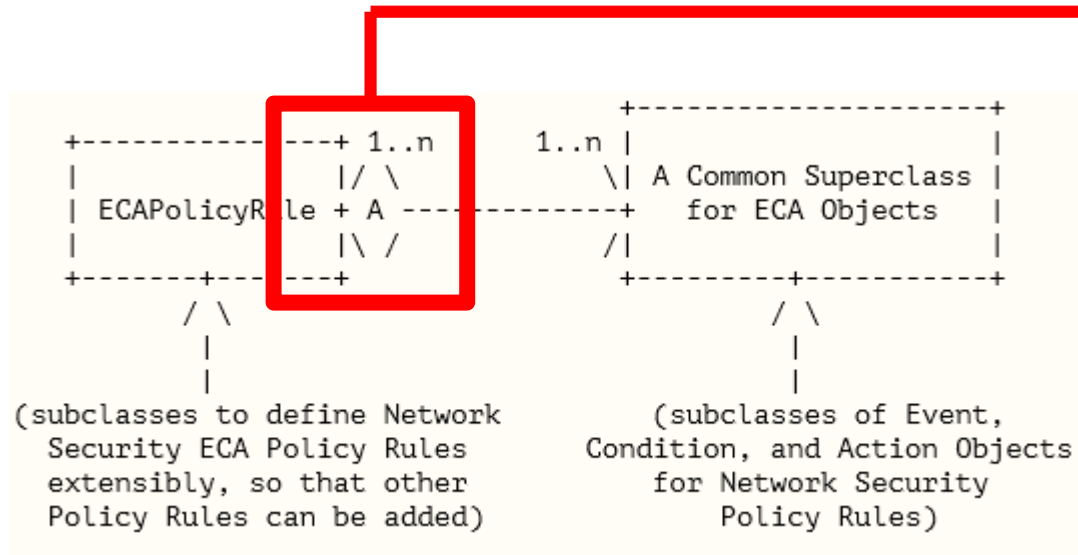 1..n 1..n
ECAPolicyRule A A Common Superclass
for ECA Objects
(subclasses to define Network
Security ECA Policy Rules
extensibly, so that other
Policy Rules can be added)
(subclasses of Event,
Condition, and Action Objects
for Network Security
Policy Rules)